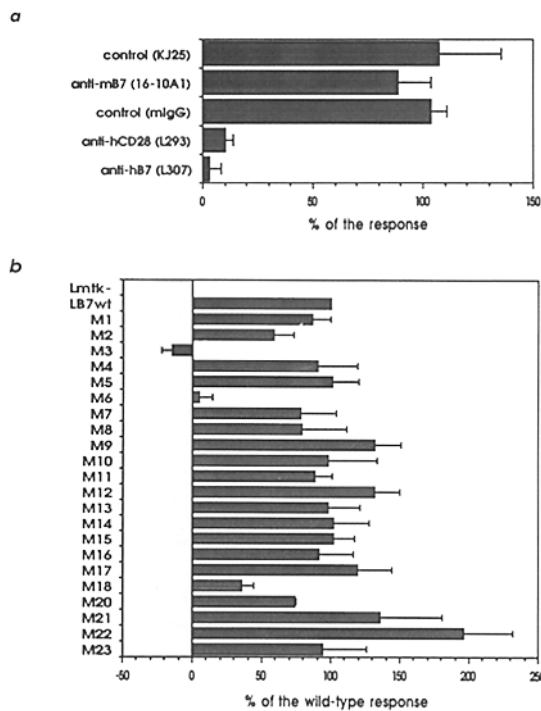 a
control (KJ25)
anti-mB7 (16-10A1)
control (mIgG)
anti-hCD28 (L293)
anti-hB7 (L307)
0 50 100 150
% of the response
b
Lmtk-
LB7wt
M1
M2
M3
M4
M5
M6
M7
M8
M9
M10
M11
M12
M13
M14
M15
M16
M17
M18
M20
M21
M22
M23
-50 0 50 100 150 200 250
% of the wild-type response